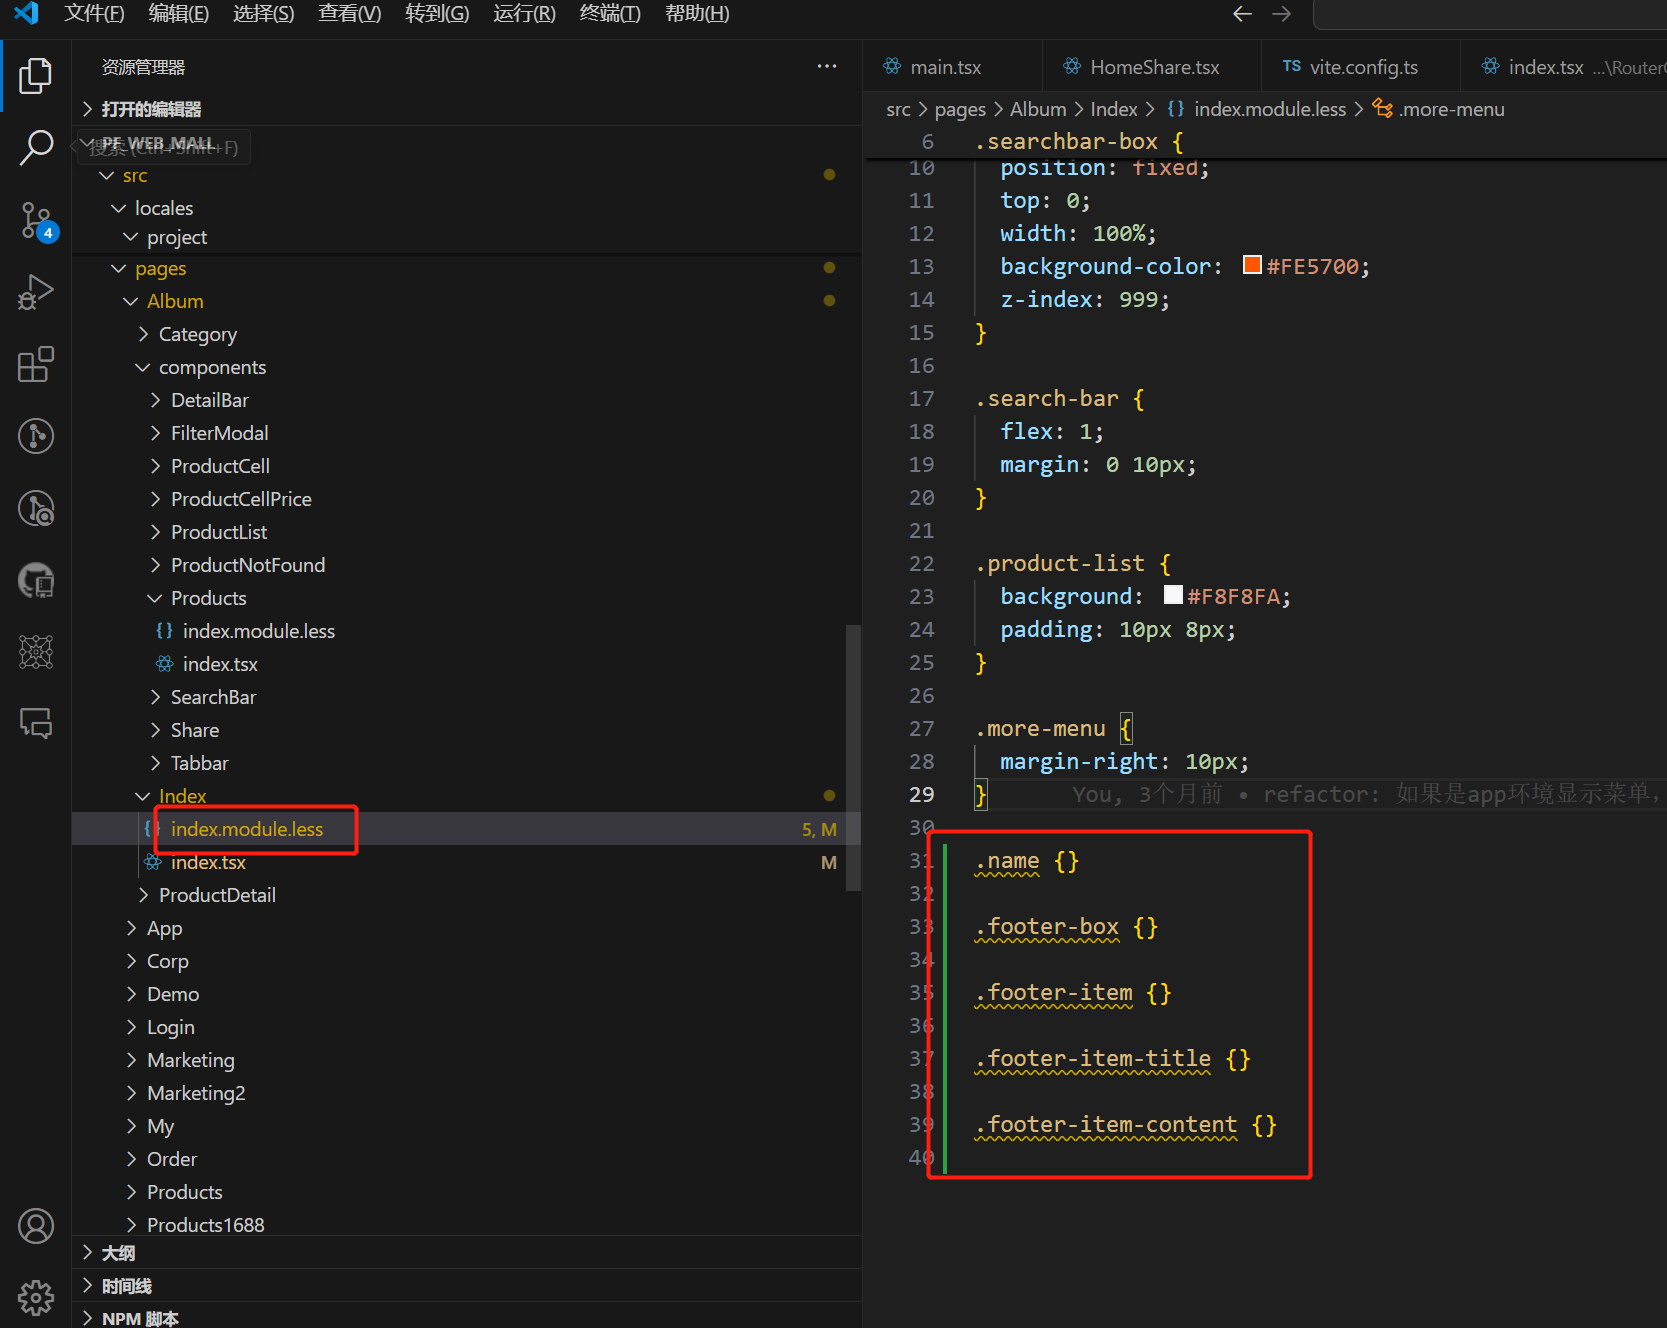 文件(F) 编辑(E) 选择(S) 查看(V) 转到(G) 运行(R) 终端(T) 帮助(H)
资源管理器
打开的编辑器
PF_WEB_MALL
搜索 (Ctrl+Shift+F)
src
locales
project
pages
Album
Category
components
DetailBar
FilterModal
ProductCell
ProductCellPrice
ProductList
ProductNotFound
Products
{} index.module.less
index.tsx
SearchBar
Share
Tabbar
Index
{} index.module.less 5, M
index.tsx M
ProductDetail
App
Corp
Demo
Login
Marketing
Marketing2
My
Order
Products
Products1688
大纲
时间线
NPM 脚本
4
main.tsx HomeShare.tsx TS vite.config.ts index.tsx ...\Router
src > pages > Album > Index > {} index.module.less > .more-menu
6 .searchbar-box {
10 position: fixed;
11 top: 0;
12 width: 100%;
13 background-color: #FE5700;
14 z-index: 999;
15 }
16
17 .search-bar {
18 flex: 1;
19 margin: 0 10px;
20 }
21
22 .product-list {
23 background: #F8F8FA;
24 padding: 10px 8px;
25 }
26
27 .more-menu {
28 margin-right: 10px;
29 } You, 3个月前 • refactor: 如果是app环境显示菜单,
30
31 .name {}
32
33 .footer-box {}
34
35 .footer-item {}
36
37 .footer-item-title {}
38
39 .footer-item-content {}
40